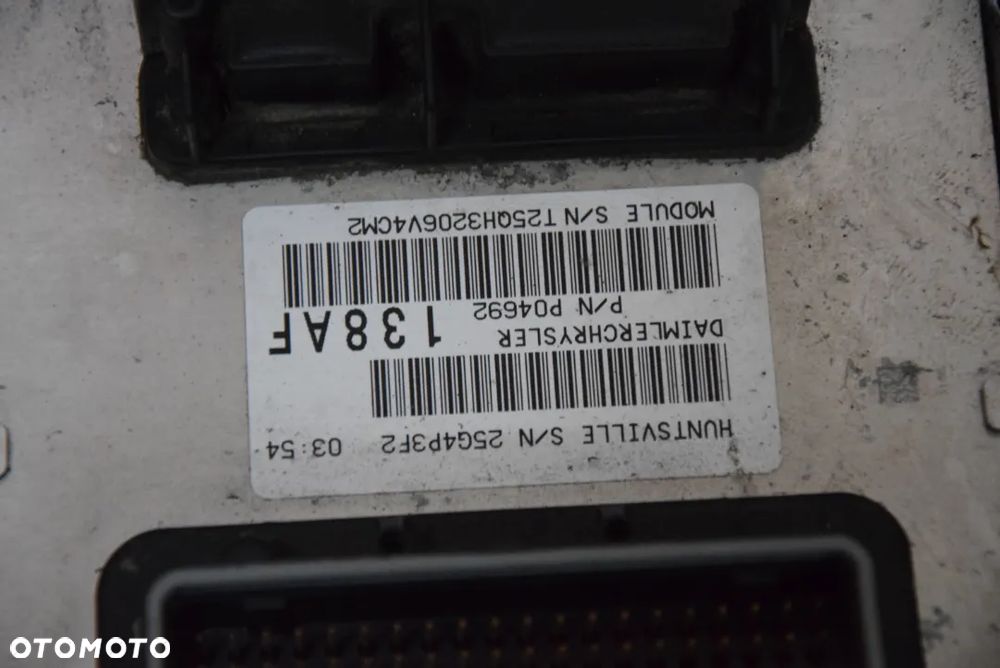 HUNTSVILLE S/N 25G4P3F2 03:54
DAIMLERCHRYSLER
P/N P04692 138AF
MODULE S/N T25QH3206V4CM2
OTOMOTO